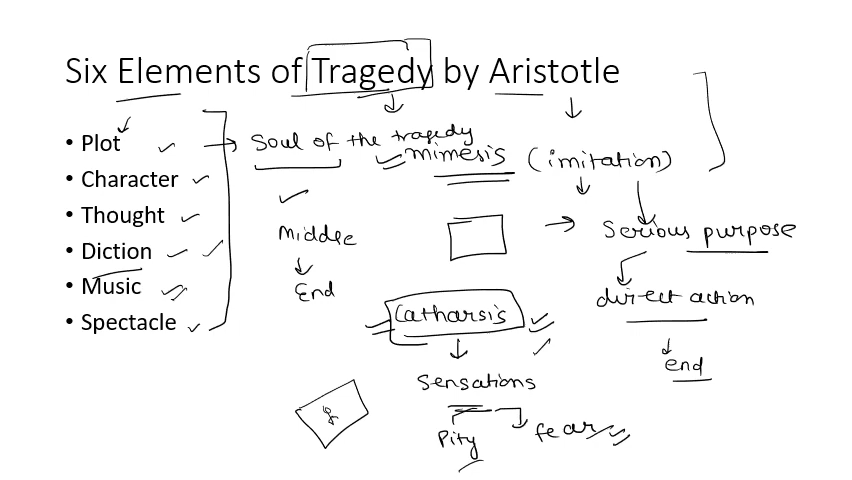 Six Elements of Tragedy by Aristotle
• Plot
• Character
• Thought
• Diction
• Music
• Spectacle
Soul of the tragedy
mimesis (imitation)
Middle
End
Serious purpose
direct action
end
Catharsis
Sensations
Pity
fear